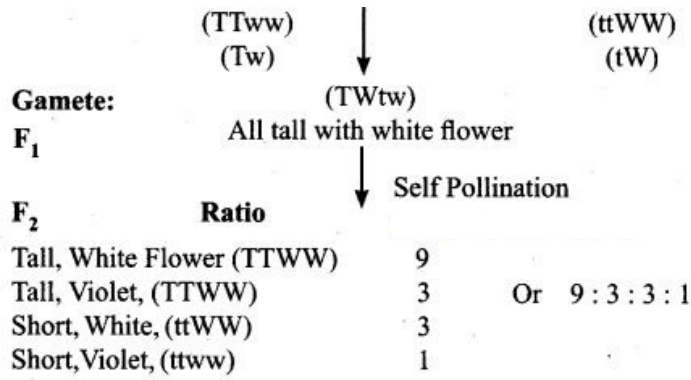 (TTww) (ttWW)
(Tw) (tW)
Gamete: (TWtw)
F₁ All tall with white flower
Self Pollination
F₂ Ratio
Tall, White Flower (TTWW) 9
Tall, Violet, (TTWW) 3 Or 9 : 3 : 3 : 1
Short, White, (ttWW) 3
Short,Violet, (ttww) 1